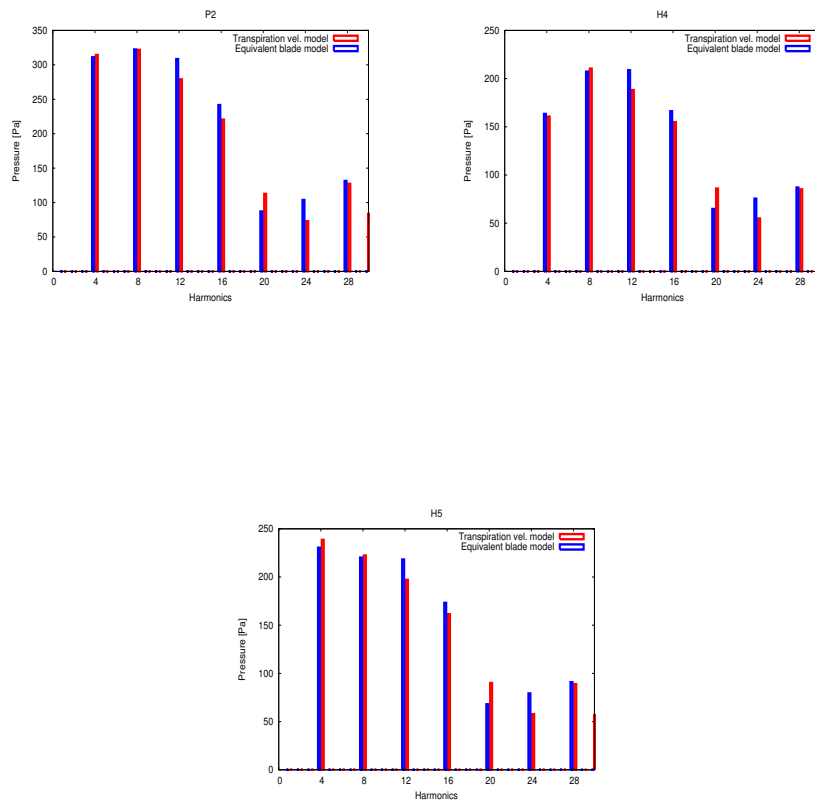 P2
Transpiration vel. model
Equivalent blade model
350
300
250
200
150
100
50
0
Pressure [Pa]
0 4 8 12 16 20 24 28
Harmonics
H4
Transpiration vel. model
Equivalent blade model
250
200
150
100
50
0
Pressure [Pa]
0 4 8 12 16 20 24 28
Harmonics
H5
Transpiration vel. model
Equivalent blade model
250
200
150
100
50
0
Pressure [Pa]
0 4 8 12 16 20 24 28
Harmonics